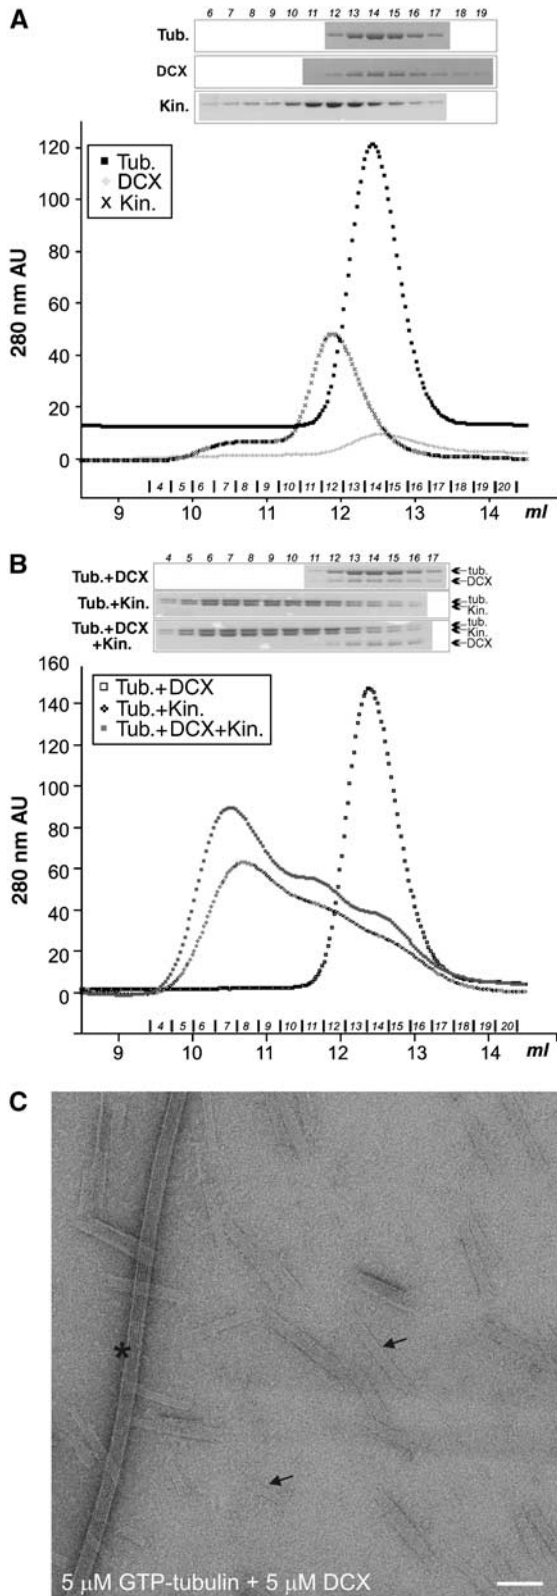 A
6 7 8 9 10 11 12 13 14 15 16 17 18 19
Tub.
DCX
Kin.
120
100
80
60
40
20
0
280 nm AU
Tub.
DCX
Kin.
4 5 6 7 8 9 10 11 12 13 14 15 16 17 18 19 20
9 10 11 12 13 14 ml
B
4 5 6 7 8 9 10 11 12 13 14 15 16 17
Tub.+DCX
tub.
DCX
Tub.+Kin.
tub.
Kin.
Tub.+DCX
+Kin.
tub.
Kin.
DCX
160
140
120
100
80
60
40
20
0
280 nm AU
Tub.+DCX
Tub.+Kin.
Tub.+DCX+Kin.
4 5 6 7 8 9 10 11 12 13 14 15 16 17 18 19 20
9 10 11 12 13 14 ml
C
*
5 μM GTP-tubulin + 5 μM DCX